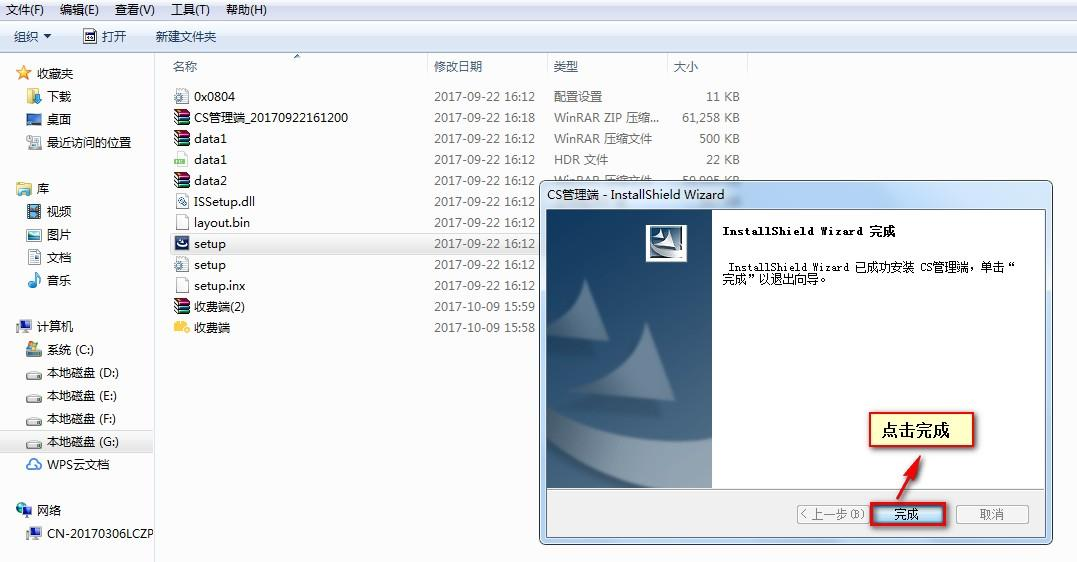 文件(F) 编辑(E) 查看(V) 工具(T) 帮助(H)
组织 打开 新建文件夹
收藏夹
下载
桌面
最近访问的位置
库
视频
图片
文档
音乐
计算机
系统 (C:)
本地磁盘 (D:)
本地磁盘 (E:)
本地磁盘 (F:)
本地磁盘 (G:)
WPS云文档
网络
CN-20170306LCZP
名称 修改日期 类型 大小
0x0804 2017-09-22 16:12 配置设置 11 KB
CS管理端_20170922161200 2017-09-22 16:18 WinRAR ZIP 压缩... 61,258 KB
data1 2017-09-22 16:12 WinRAR 压缩文件 500 KB
data1 2017-09-22 16:12 HDR 文件 22 KB
data2 2017-09-22 16:12 WinRAR 压缩文件
ISSetup.dll 2017-09-22 16:12
layout.bin 2017-09-22 16:12
setup 2017-09-22 16:12
setup 2017-09-22 16:12
setup.inx 2017-09-22 16:12
收费端(2) 2017-10-09 15:59
收费端 2017-10-09 15:58
CS管理端 - InstallShield Wizard
InstallShield Wizard 完成
InstallShield Wizard 已成功安装 CS管理端，单击“
完成”以退出向导。
点击完成
< 上一步(B) 完成 取消